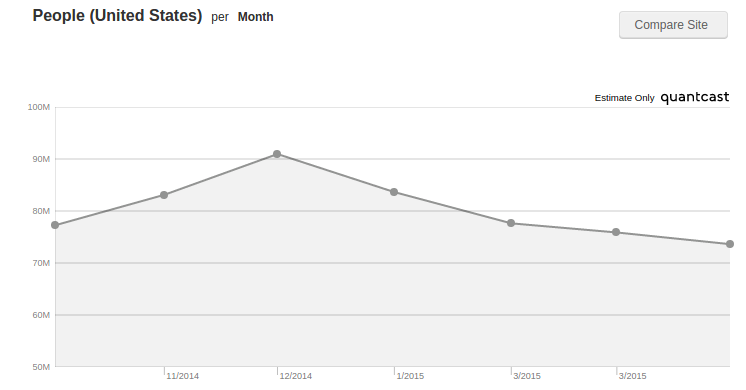 People (United States) per Month
Compare Site
Estimate Only quantcast
100M
90M
80M
70M
60M
50M
11/2014
12/2014
1/2015
3/2015
3/2015